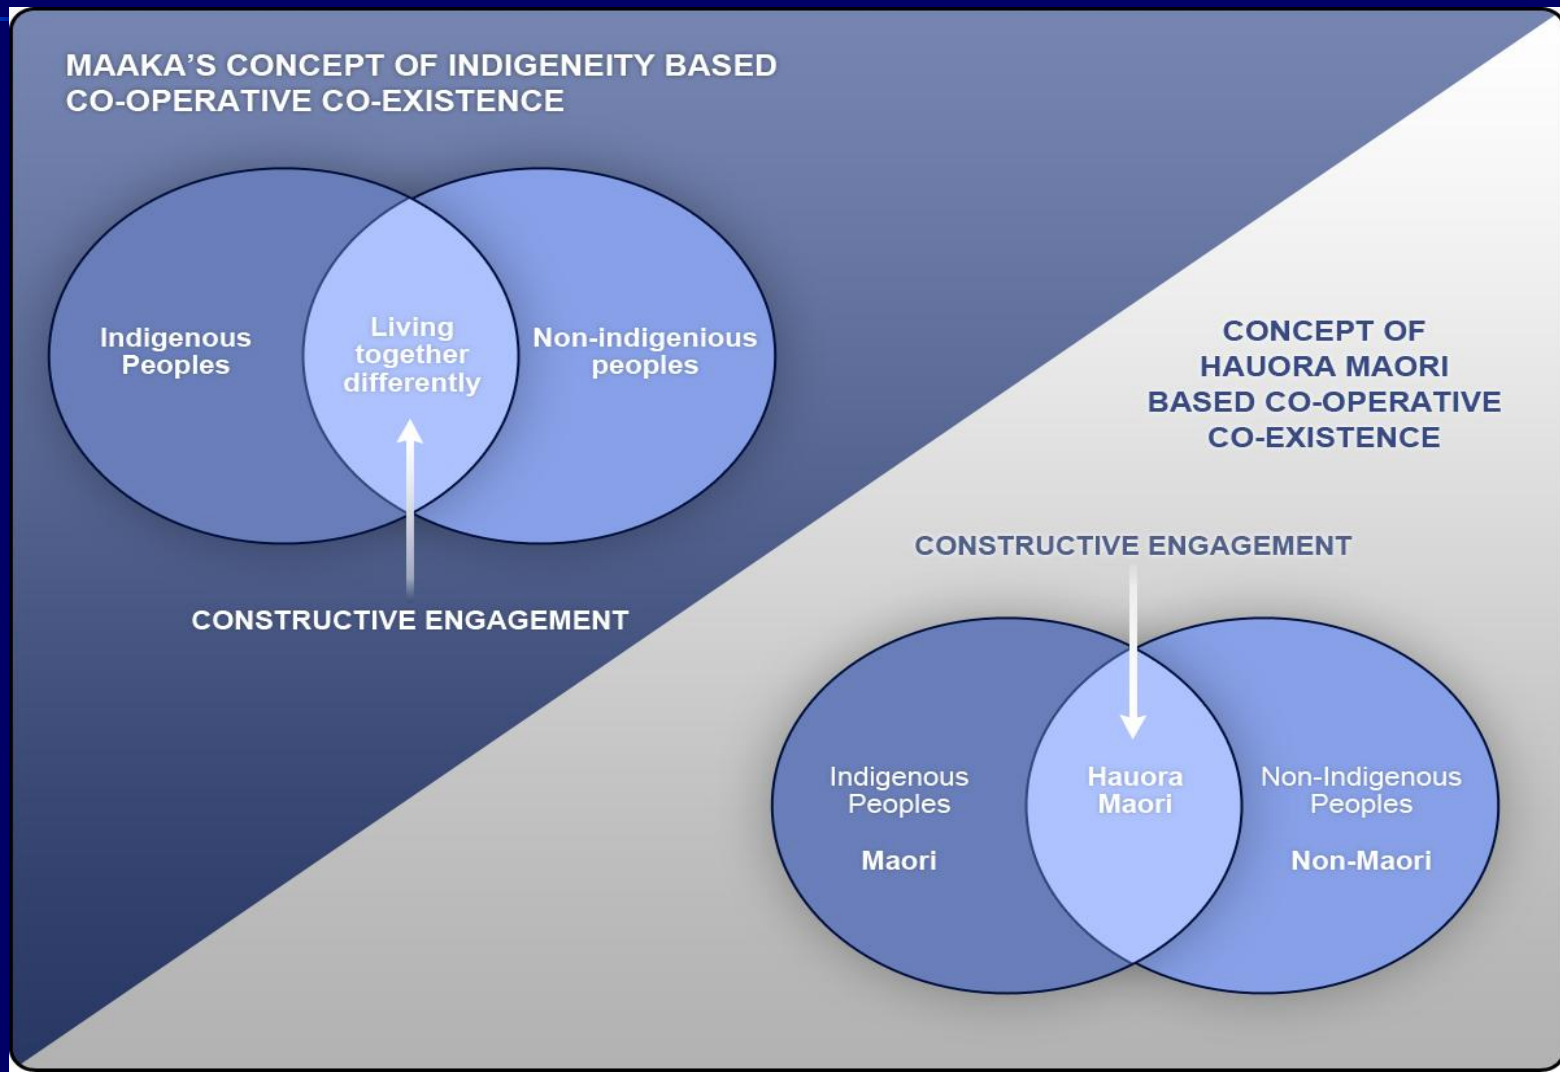 MAAKA'S CONCEPT OF INDIGENEITY BASED
CO-OPERATIVE CO-EXISTENCE
Indigenous
Peoples
Living
together
differently
Non-indigenious
peoples
CONSTRUCTIVE ENGAGEMENT
CONCEPT OF
HAUORA MAORI
BASED CO-OPERATIVE
CO-EXISTENCE
CONSTRUCTIVE ENGAGEMENT
Indigenous
Peoples
Maori
Hauora
Maori
Non-Indigenous
Peoples
Non-Maori